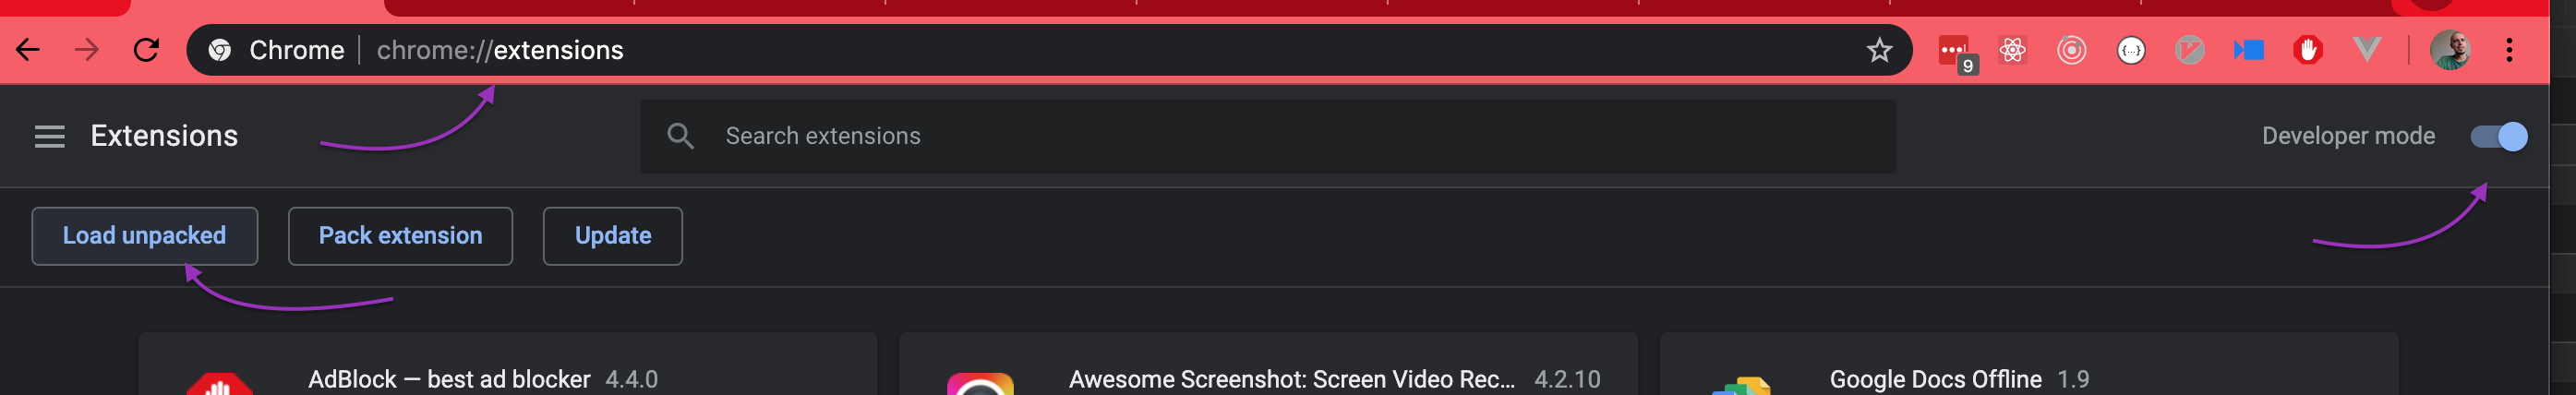 Chrome | chrome://extensions
9
{...}
Extensions
Search extensions
Developer mode
Load unpacked
Pack extension
Update
AdBlock — best ad blocker 4.4.0
Awesome Screenshot: Screen Video Rec... 4.2.10
Google Docs Offline 1.9